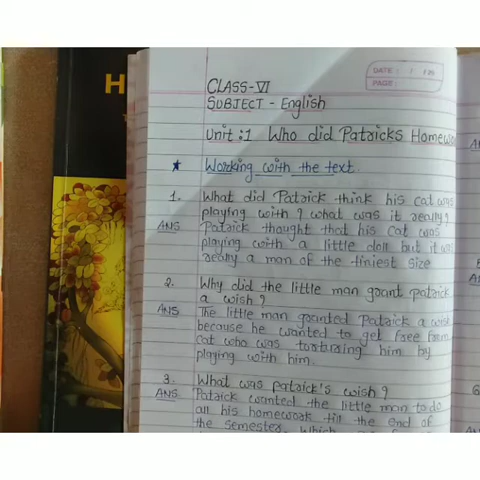 H
DATE: / / 20
PAGE:
CLASS-VI
SUBJECT - English
Unit:1 Who did Patricks Homewo
★ Working with the text
1. What did Patrick think his cat was
playing with? what was it really?
ANS Patrick thought that his cat was
playing with a little doll but it was
really a man of the tiniest size
2. Why did the little man grant patrick
a wish?
ANS The little man granted Patrick a wish
because he wanted to get free from
cat who was torturing him by
playing with him.
3. What was patrick's wish?
ANS Patrick wanted the little man to do
all his homework till the end of
the semester. Which